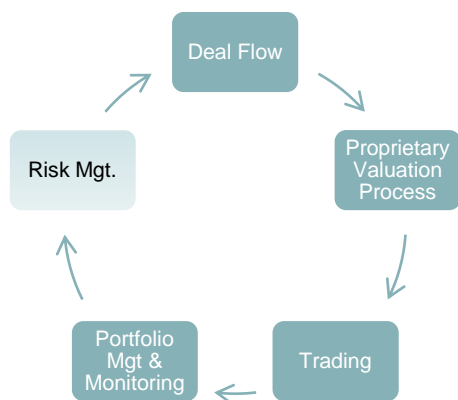 Deal Flow
Proprietary
Valuation
Process
Trading
Portfolio
Mgt &
Monitoring
Risk Mgt.